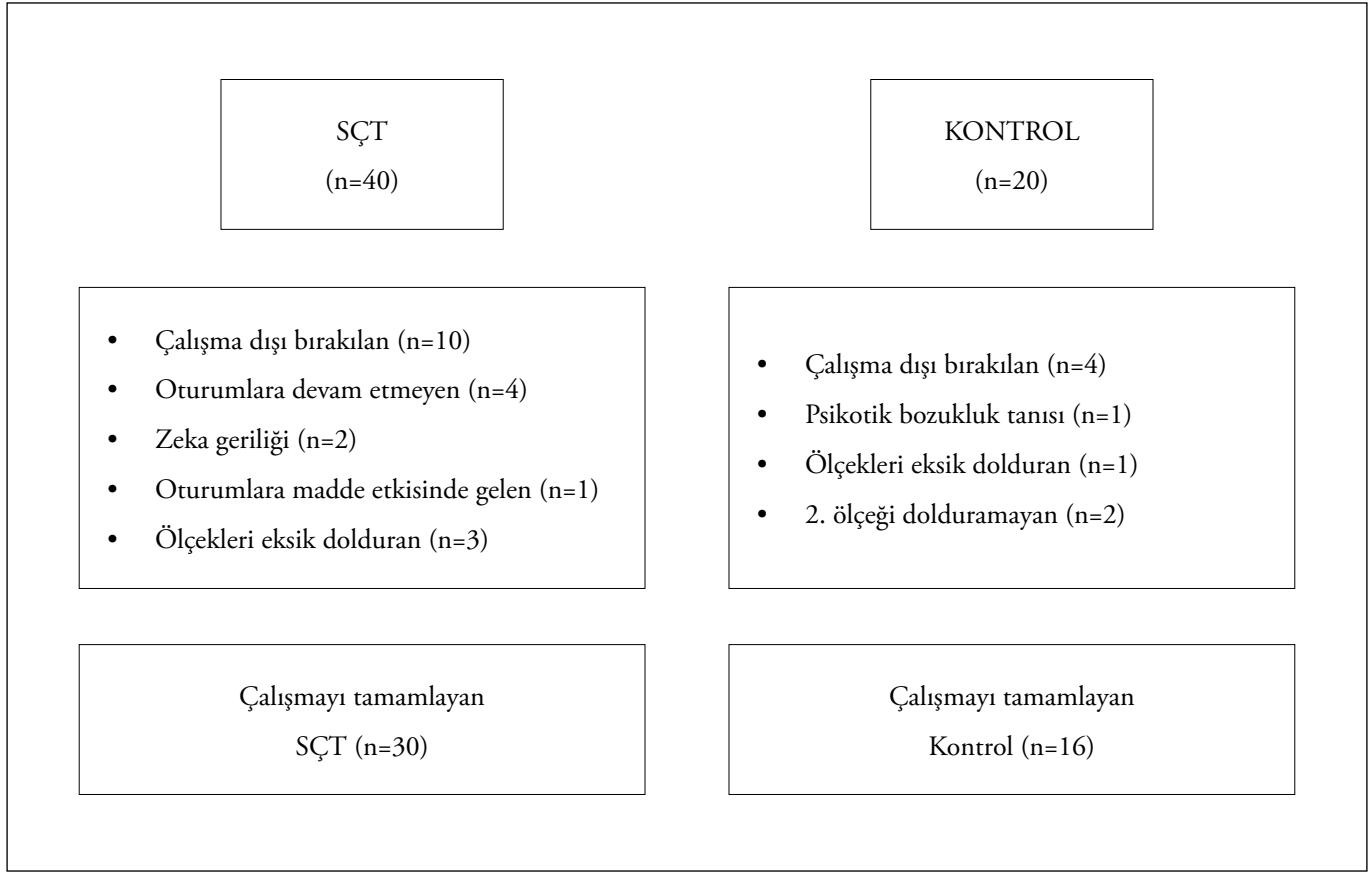 SÇT
(n=40)
KONTROL
(n=20)
• Çalışma dışı bırakılan (n=10)
• Oturumlara devam etmeyen (n=4)
• Zeka geriliği (n=2)
• Oturumlara madde etkisinde gelen (n=1)
• Ölçekleri eksik dolduran (n=3)
• Çalışma dışı bırakılan (n=4)
• Psikotik bozukluk tanısı (n=1)
• Ölçekleri eksik dolduran (n=1)
• 2. ölçeği dolduramayan (n=2)
Çalışmayı tamamlayan
SÇT (n=30)
Çalışmayı tamamlayan
Kontrol (n=16)